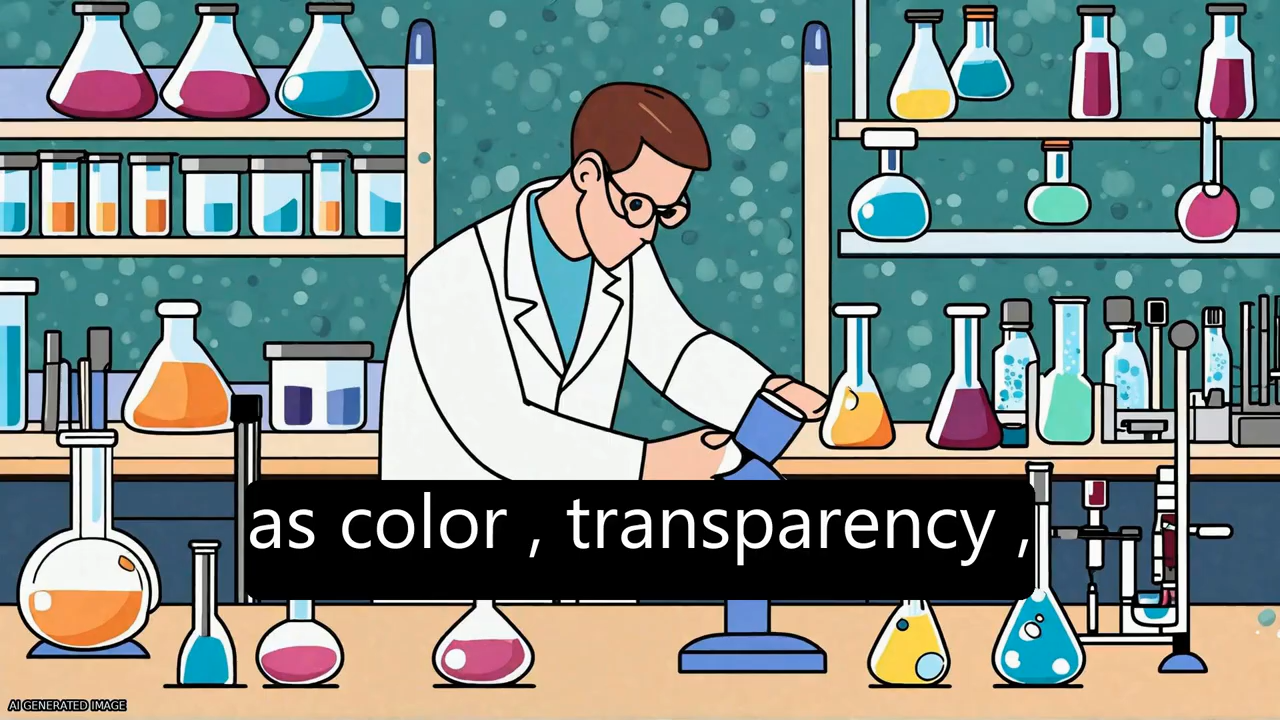 as color , transparency ,
AI GENERATED IMAGE